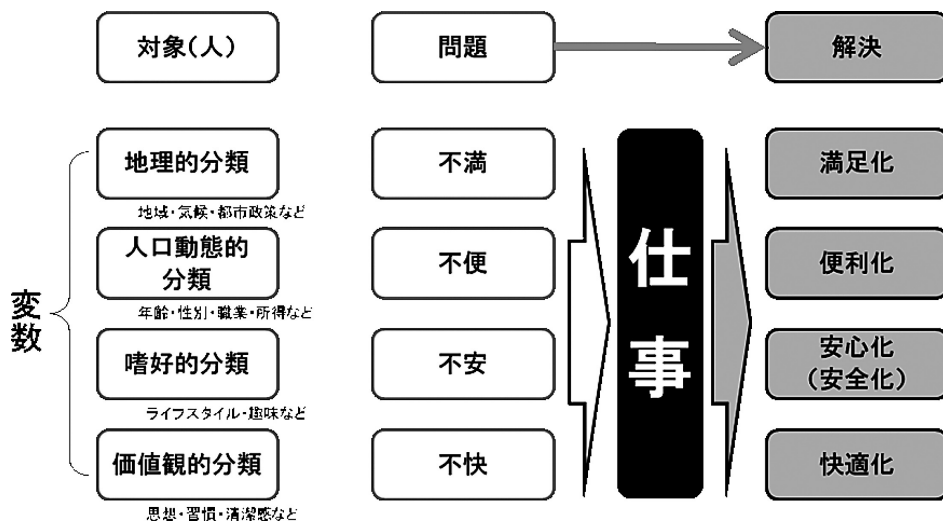 対象(人)
問題
解決
変数
地理的分類
地域・気候・都市政策など
不満
満足化
人口動態的
分類
年齢・性別・職業・所得など
不便
便利化
嗜好的分類
ライフスタイル・趣味など
不安
安心化
(安全化)
価値観的分類
思想・習慣・清潔感など
不快
快適化
仕事